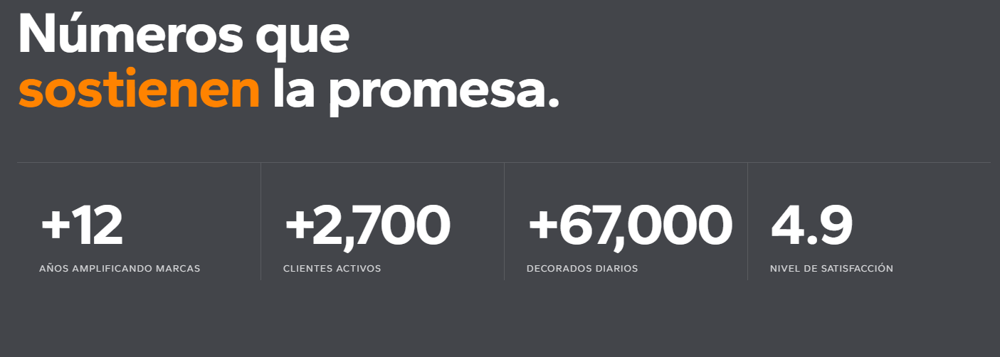 Números que
sostienen la promesa.
+12
AÑOS AMPLIFICANDO MARCAS
+2,700
CLIENTES ACTIVOS
+67,000
DECORADOS DIARIOS
4.9
NIVEL DE SATISFACCIÓN